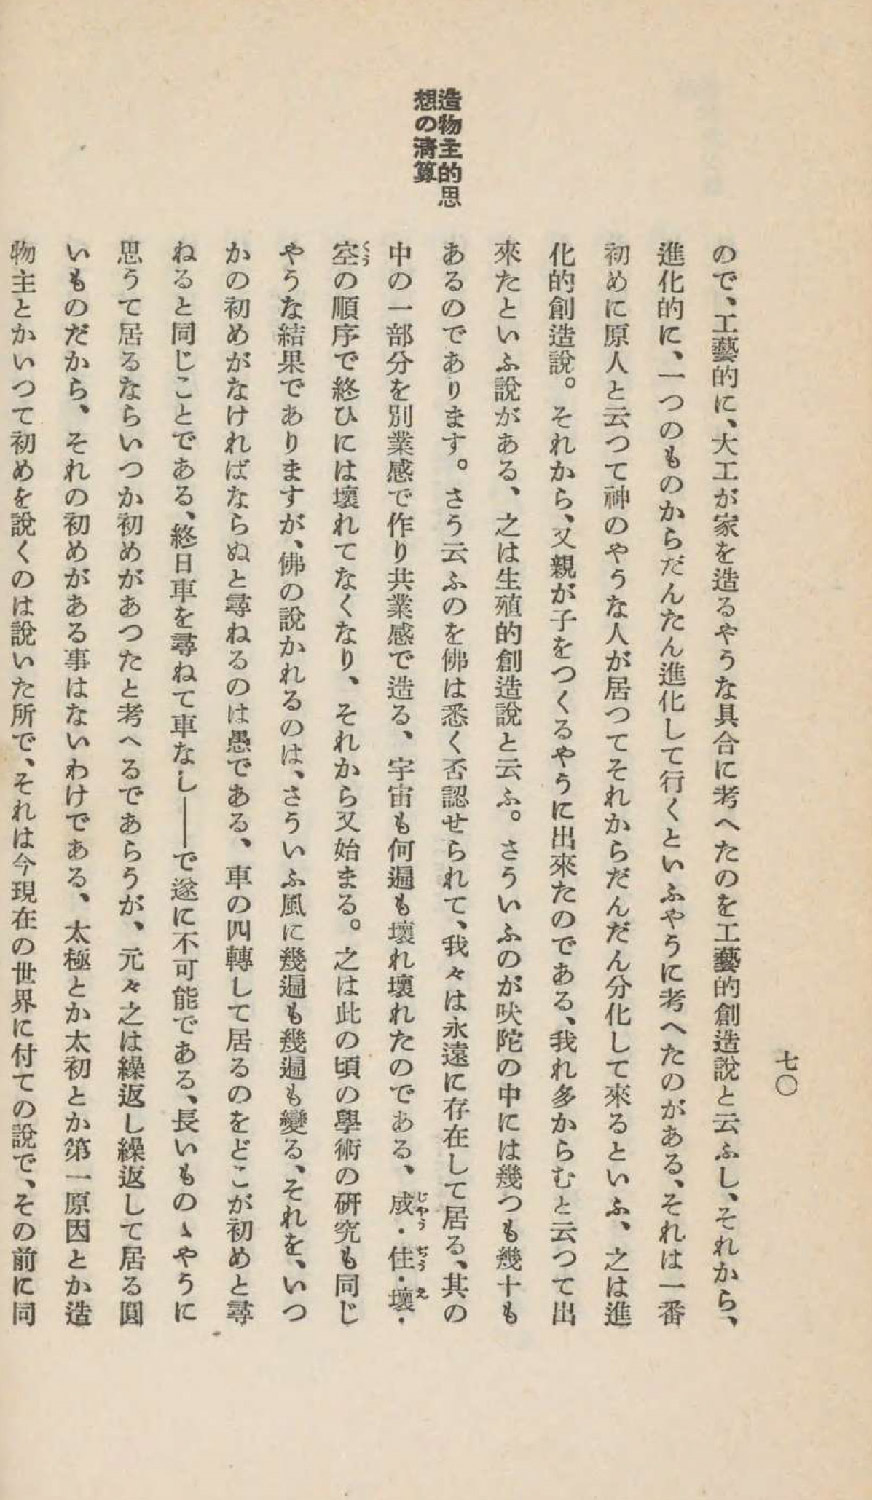 七〇
ので、工藝的に、大工が家を造るやうな具合に考へたのを工藝的創造說と云ふし、それから、
進化的に、一つのものからだんたん進化して行くといふやうに考へたのがある、それは一番
初めに原人と云つて神のやうな人が居つてそれからだんだん分化して來るといふ、之は進
化的創造說。それから、父親が子をつくるやうに出來たのである、我れ多からむと云つて出
來たといふ說がある、之は生殖的創造說と云ふ。さういふのが吠陀の中には幾つも幾十も
造物主的思
想の淸算
あるのであります。さう云ふのを佛は悉く否認せられて、我々は永遠に存在して居る、其の
中の一部分を別業感で作り共業感で造る、宇宙も何遍も壞れ壞れたのである、成・住・壞・
じやう ぢう え
空の順序で終ひには壞れてなくなり、それから又始まる。之は此の頃の學術の硏究も同じ
くう
やうな結果でありますが、佛の說かれるのは、さういふ風に幾遍も幾遍も變る、それを、いつ
かの初めがなければならぬと尋ねるのは愚である、車の四轉して居るのをどこが初めと尋
ねると同じことである、終日車を尋ねて車なし――で遂に不可能である、長いものゝやうに
思うて居るならいつか初めがあつたと考へるであらうが、元々之は繰返し繰返して居る圓
いものだから、それの初めがある事はないわけである、太極とか太初とか第一原因とか造
物主とかいつて初めを說くのは說いた所で、それは今現在の世界に付ての說で、その前に同